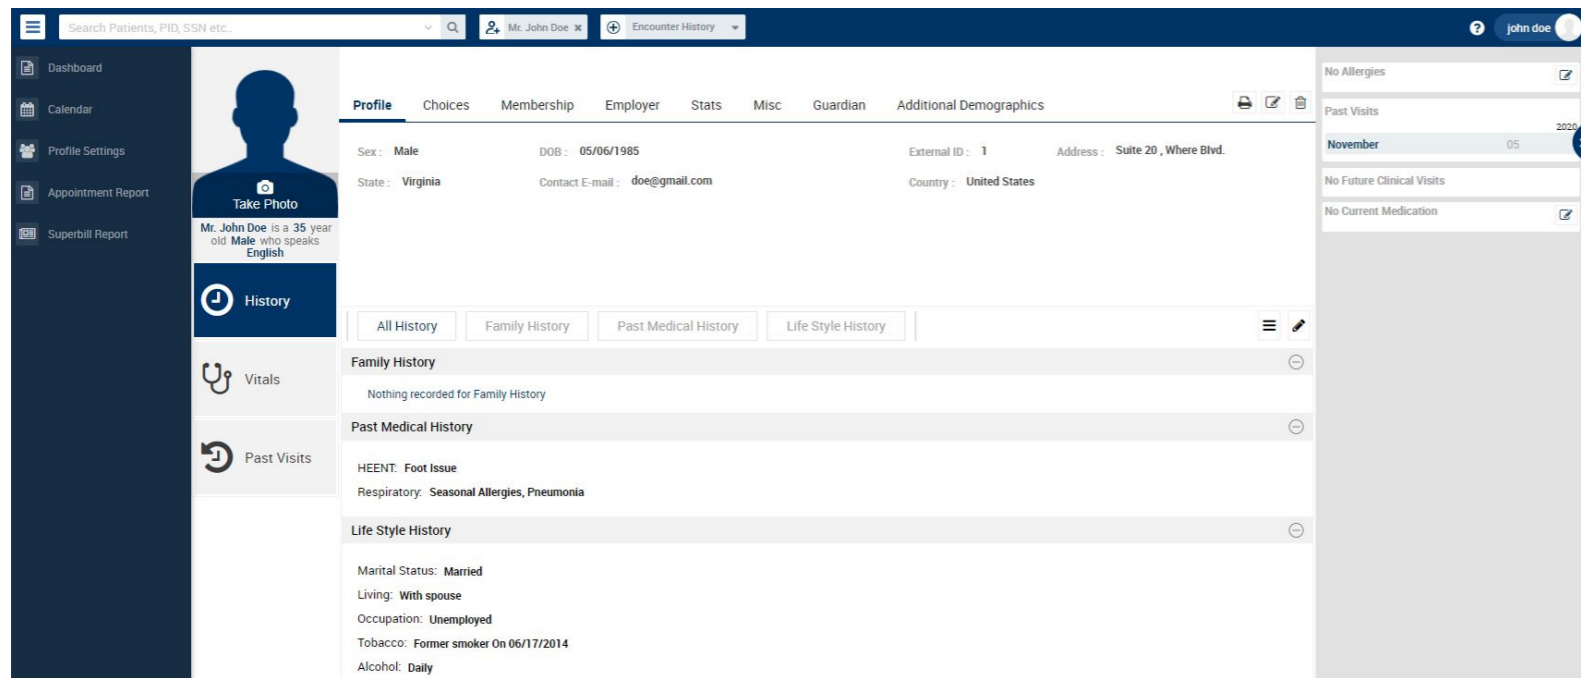 Search Patients, PID, SSN etc..
Mr. John Doe ×
Encounter History
?
john doe
Dashboard
Calendar
Profile Settings
Appointment Report
Superbill Report
Take Photo
Mr. John Doe is a 35 year
old Male who speaks
English
History
Vitals
Past Visits
Profile Choices Membership Employer Stats Misc Guardian Additional Demographics
Sex : Male DOB : 05/06/1985 External ID : 1 Address : Suite 20 , Where Blvd.
State : Virginia Contact E-mail : doe@gmail.com Country : United States
All History Family History Past Medical History Life Style History
Family History
Nothing recorded for Family History
Past Medical History
HEENT: Foot Issue
Respiratory: Seasonal Allergies, Pneumonia
Life Style History
Marital Status: Married
Living: With spouse
Occupation: Unemployed
Tobacco: Former smoker On 06/17/2014
Alcohol: Daily
No Allergies
Past Visits
2020
November 05
No Future Clinical Visits
No Current Medication